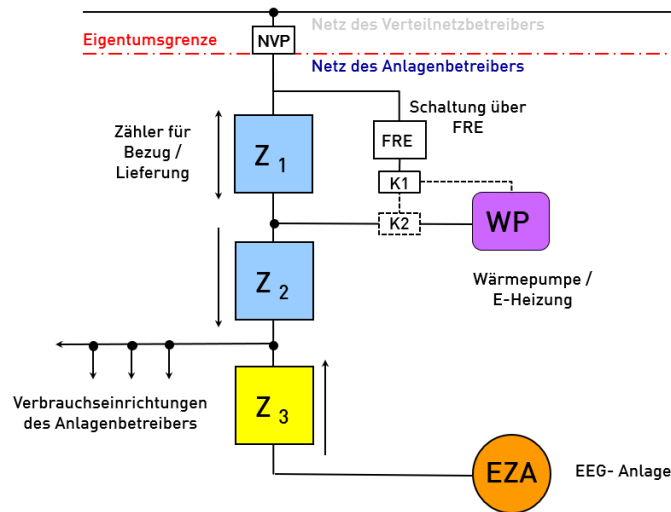 Netz des Verteilnetzbetreibers
Eigentumsgrenze
NVP
Netz des Anlagenbetreibers
Schaltung über
FRE
Zähler für
Bezug /
Lieferung
Z 1
FRE
K1
K2
WP
Wärmepumpe /
E-Heizung
Z 2
Verbrauchseinrichtungen
des Anlagenbetreibers
Z 3
EZA
EEG- Anlage